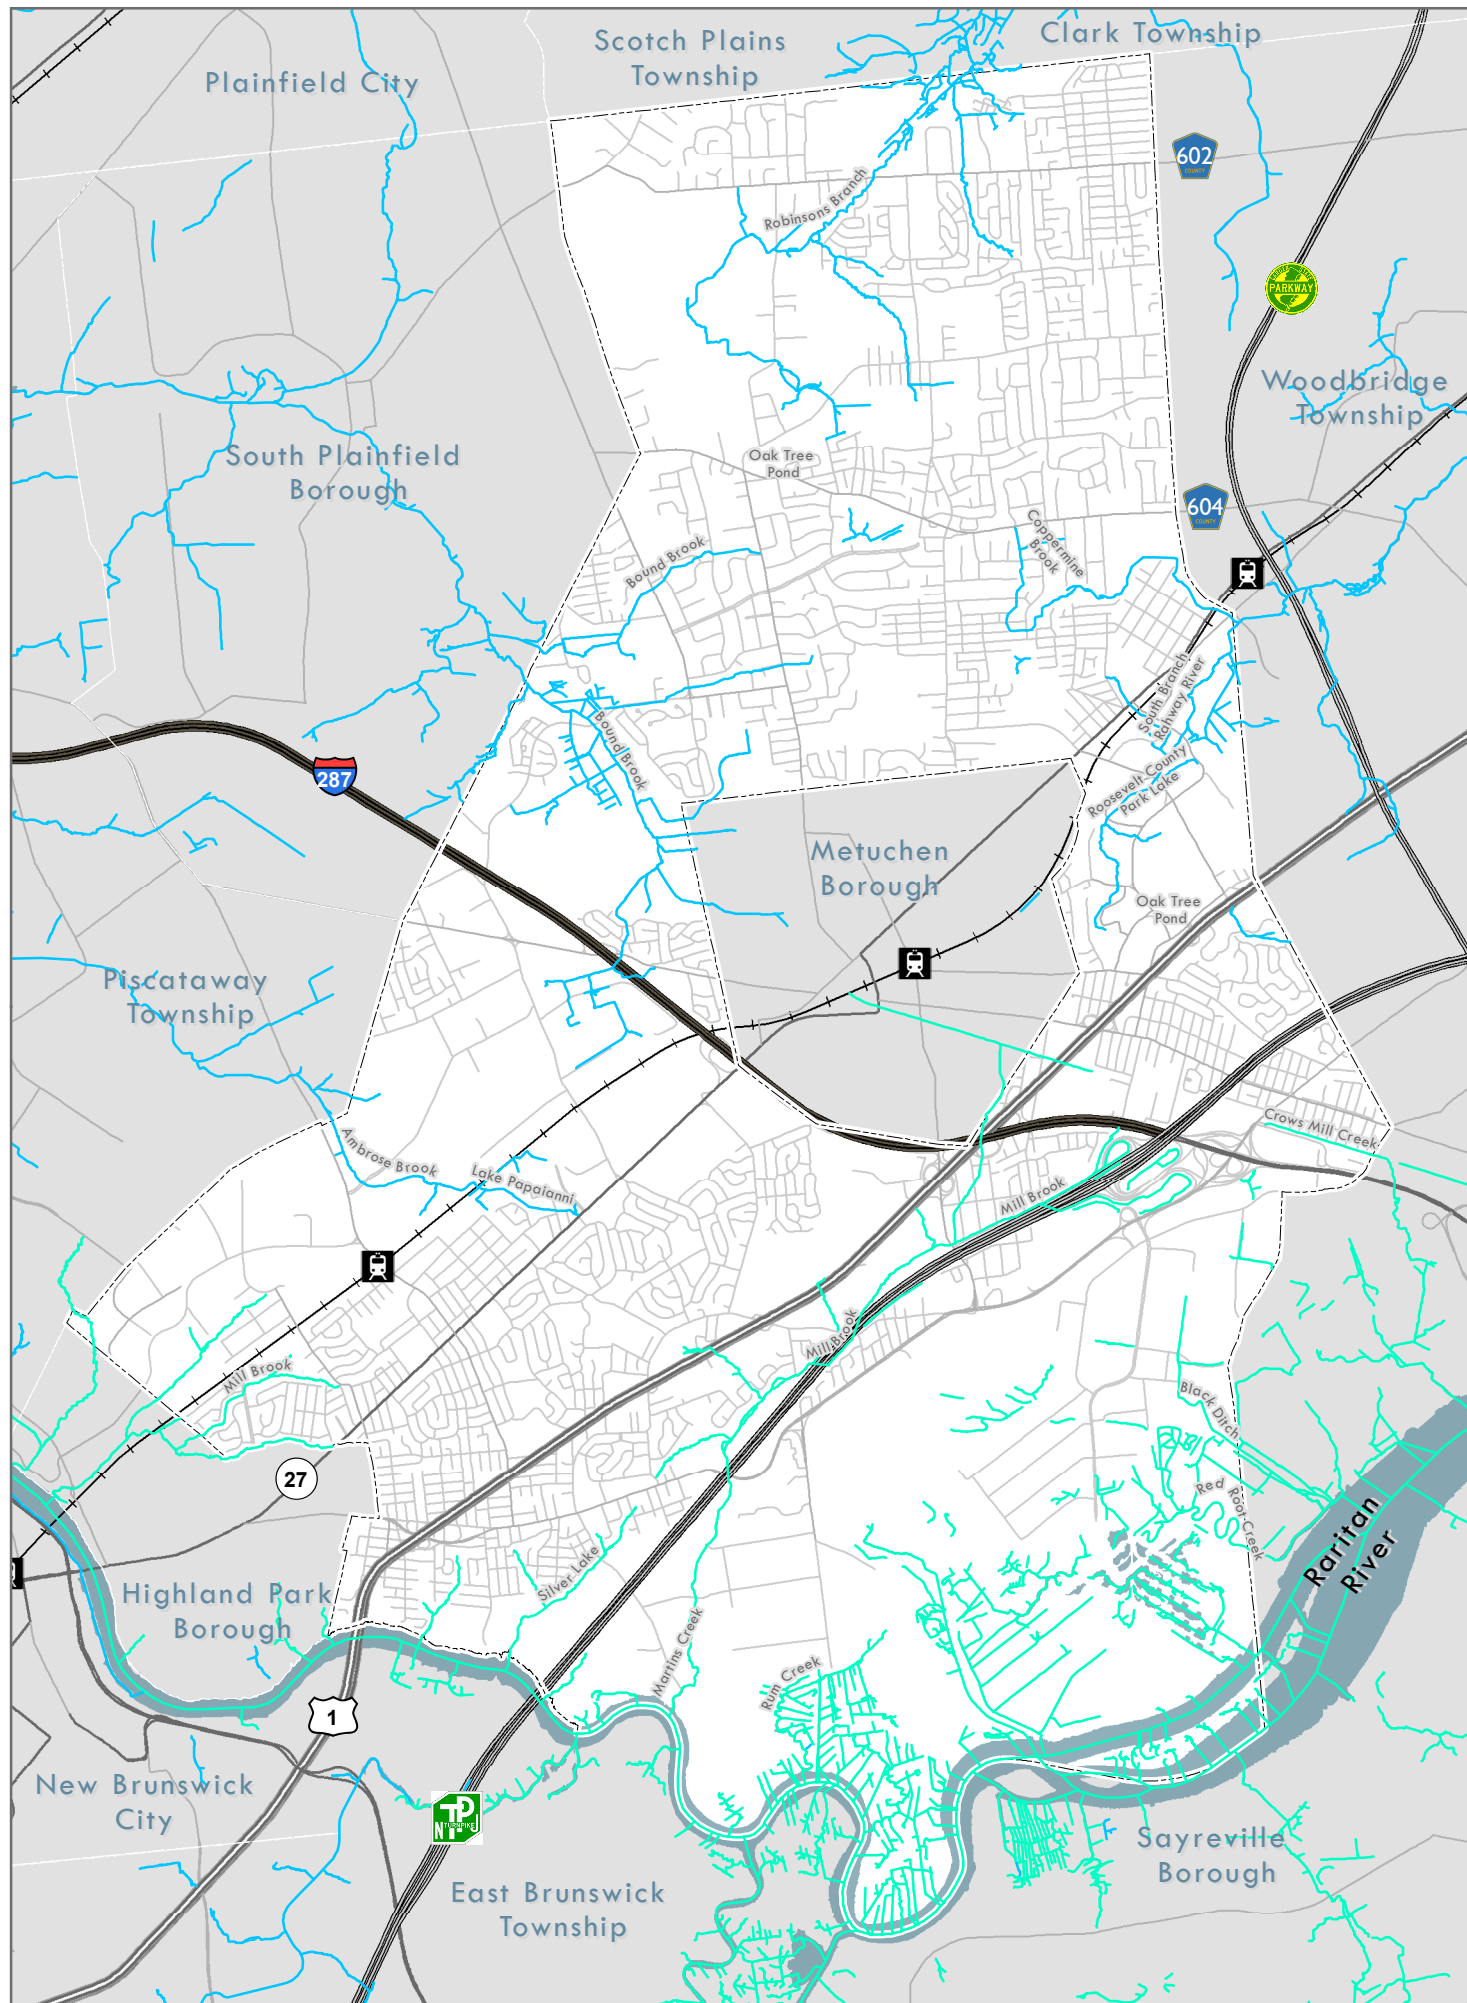 Scotch Plains
Township
Clark Township
Plainfield City
602
COUNTY
Robinsons Branch
PARKWAY
Woodbridge
Township
South Plainfield
Borough
Oak Tree
Pond
604
COUNTY
Coppermine
Brook
Bound Brook
South Branch
Rahway River
Bound Brook
287
Roosevelt County
Park Lake
Metuchen
Borough
Oak Tree
Pond
Piscataway
Township
Crows Mill Creek
Ambrose Brook
Lake Papaianni
Mill Brook
Mill Brook
Mill Brook
Black Ditch
27
Red Root Creek
Raritan
River
Silver Lake
Highland Park
Borough
Martins Creek
Rum Creek
1
New Brunswick
City
TP
N TURNPIKE J
Sayreville
Borough
East Brunswick
Township